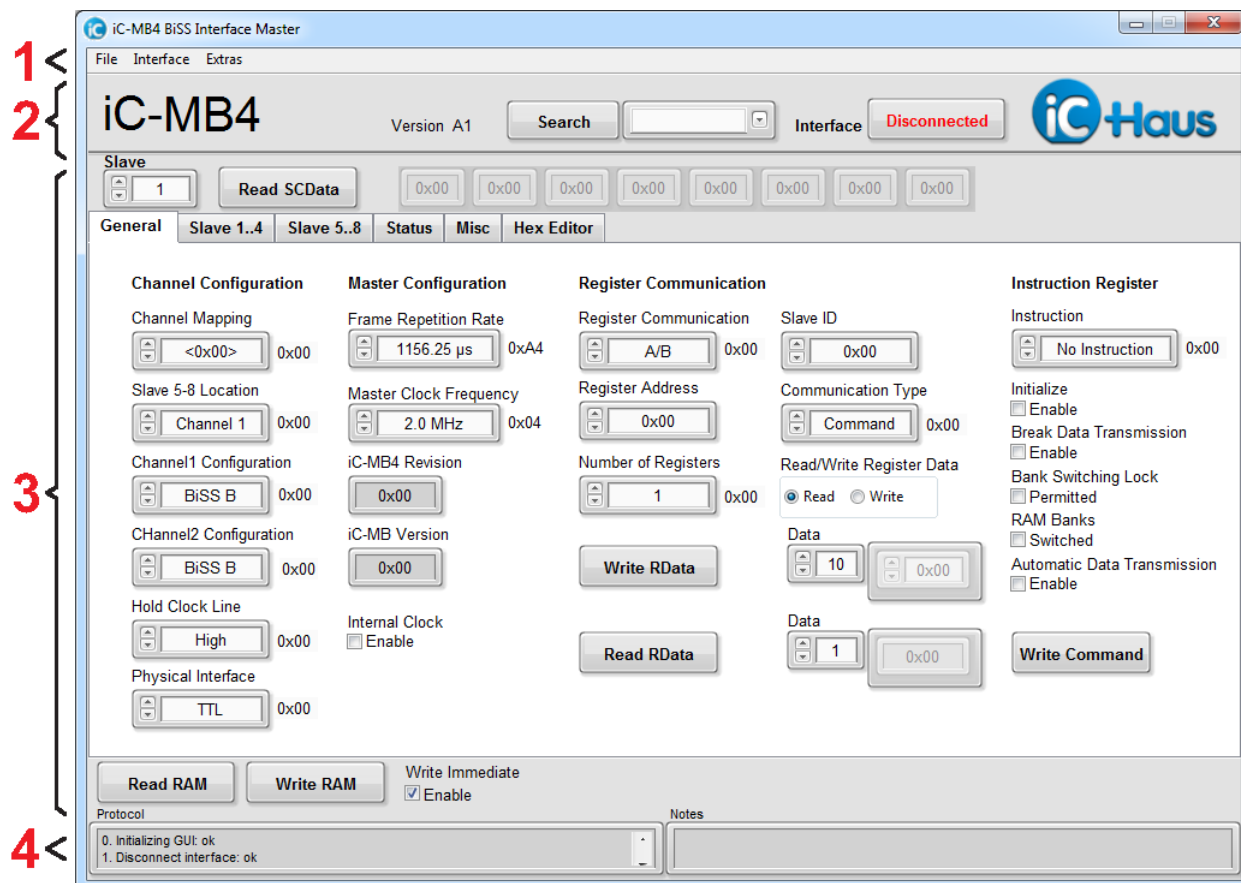 iC-MB4 BiSS Interface Master
1
File Interface Extras
2
iC-MB4
Version A1
Search
Interface
Disconnected
iC Haus
Slave
1
Read SCData
0x00 0x00 0x00 0x00 0x00 0x00 0x00 0x00
General Slave 1..4 Slave 5..8 Status Misc Hex Editor
3
Channel Configuration
Channel Mapping
<0x00> 0x00
Slave 5-8 Location
Channel 1 0x00
Channel1 Configuration
BiSS B 0x00
CHannel2 Configuration
BiSS B 0x00
Hold Clock Line
High 0x00
Physical Interface
TTL 0x00
Master Configuration
Frame Repetition Rate
1156.25 µs 0xA4
Master Clock Frequency
2.0 MHz 0x04
iC-MB4 Revision
0x00
iC-MB Version
0x00
Internal Clock
Enable
Register Communication
Register Communication
A/B 0x00
Register Address
0x00
Number of Registers
1 0x00
Write RData
Read RData
Slave ID
0x00
Communication Type
Command 0x00
Read/Write Register Data
Read Write
Data
10 0x00
Data
1 0x00
Instruction Register
Instruction
No Instruction 0x00
Initialize
Enable
Break Data Transmission
Enable
Bank Switching Lock
Permitted
RAM Banks
Switched
Automatic Data Transmission
Enable
Write Command
Read RAM
Write RAM
Write Immediate
Enable
4
Protocol
0. Initializing GUI: ok
1. Disconnect interface: ok
Notes